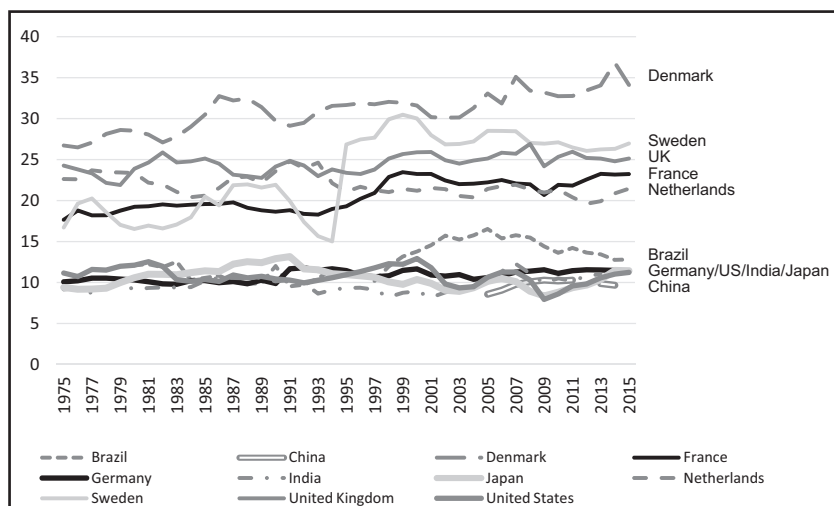 40
35
30
25
20
15
10
5
0
Denmark
Sweden
UK
France
Netherlands
Brazil
Germany/US/India/Japan
China
1975
1977
1979
1981
1983
1985
1987
1989
1991
1993
1995
1997
1999
2001
2003
2005
2007
2009
2011
2013
2015
Brazil China Denmark France
Germany India Japan Netherlands
Sweden United Kingdom United States